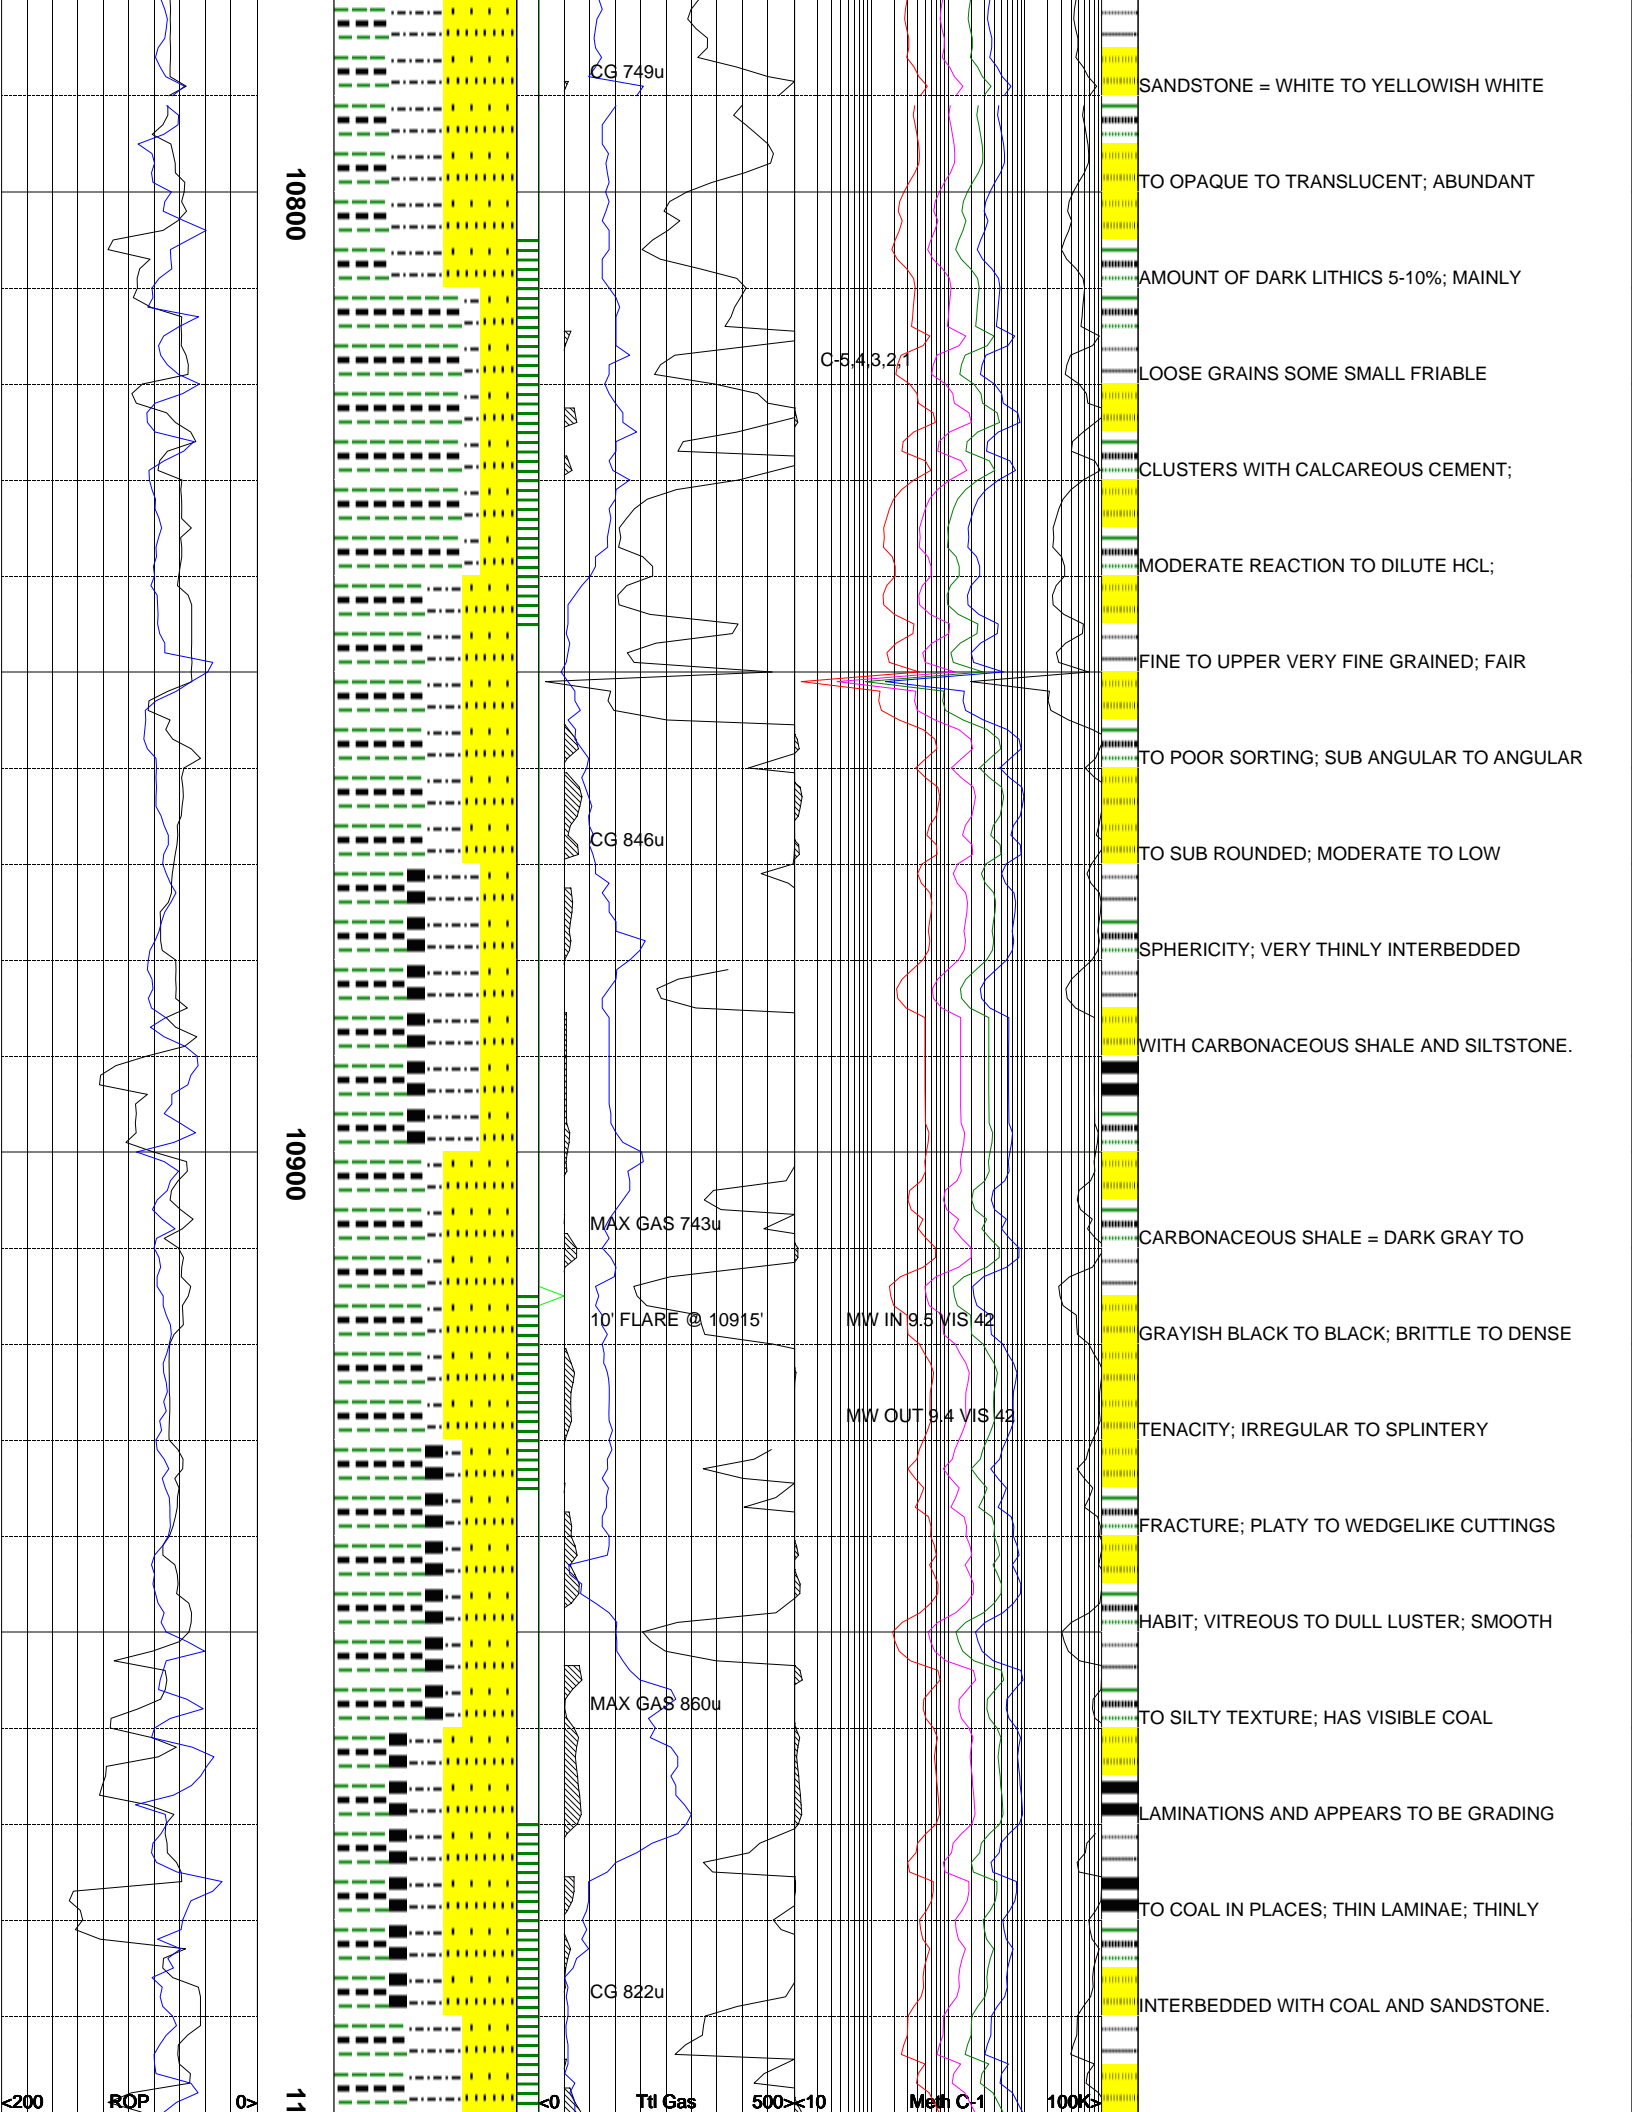 CG 749u
SANDSTONE = WHITE TO YELLOWISH WHITE
10800
TO OPAQUE TO TRANSLUCENT; ABUNDANT
AMOUNT OF DARK LITHICS 5-10%; MAINLY
C-5,4,3,2,1
LOOSE GRAINS SOME SMALL FRIABLE
CLUSTERS WITH CALCAREOUS CEMENT;
MODERATE REACTION TO DILUTE HCL;
FINE TO UPPER VERY FINE GRAINED; FAIR
TO POOR SORTING; SUB ANGULAR TO ANGULAR
CG 846u
TO SUB ROUNDED; MODERATE TO LOW
SPHERICITY; VERY THINLY INTERBEDDED
WITH CARBONACEOUS SHALE AND SILTSTONE.
10900
MAX GAS 743u
CARBONACEOUS SHALE = DARK GRAY TO
10' FLARE @ 10915'
MW IN 9.5 VIS 42
GRAYISH BLACK TO BLACK; BRITTLE TO DENSE
MW OUT 9.4 VIS 42
TENACITY; IRREGULAR TO SPLINTERY
FRACTURE; PLATY TO WEDGELIKE CUTTINGS
HABIT; VITREOUS TO DULL LUSTER; SMOOTH
MAX GAS 860u
TO SILTY TEXTURE; HAS VISIBLE COAL
LAMINATIONS AND APPEARS TO BE GRADING
TO COAL IN PLACES; THIN LAMINAE; THINLY
CG 822u
INTERBEDDED WITH COAL AND SANDSTONE.
11
<200 ROP 0>
<0 Ttl Gas 500>
<10 Meth C-1 100K>